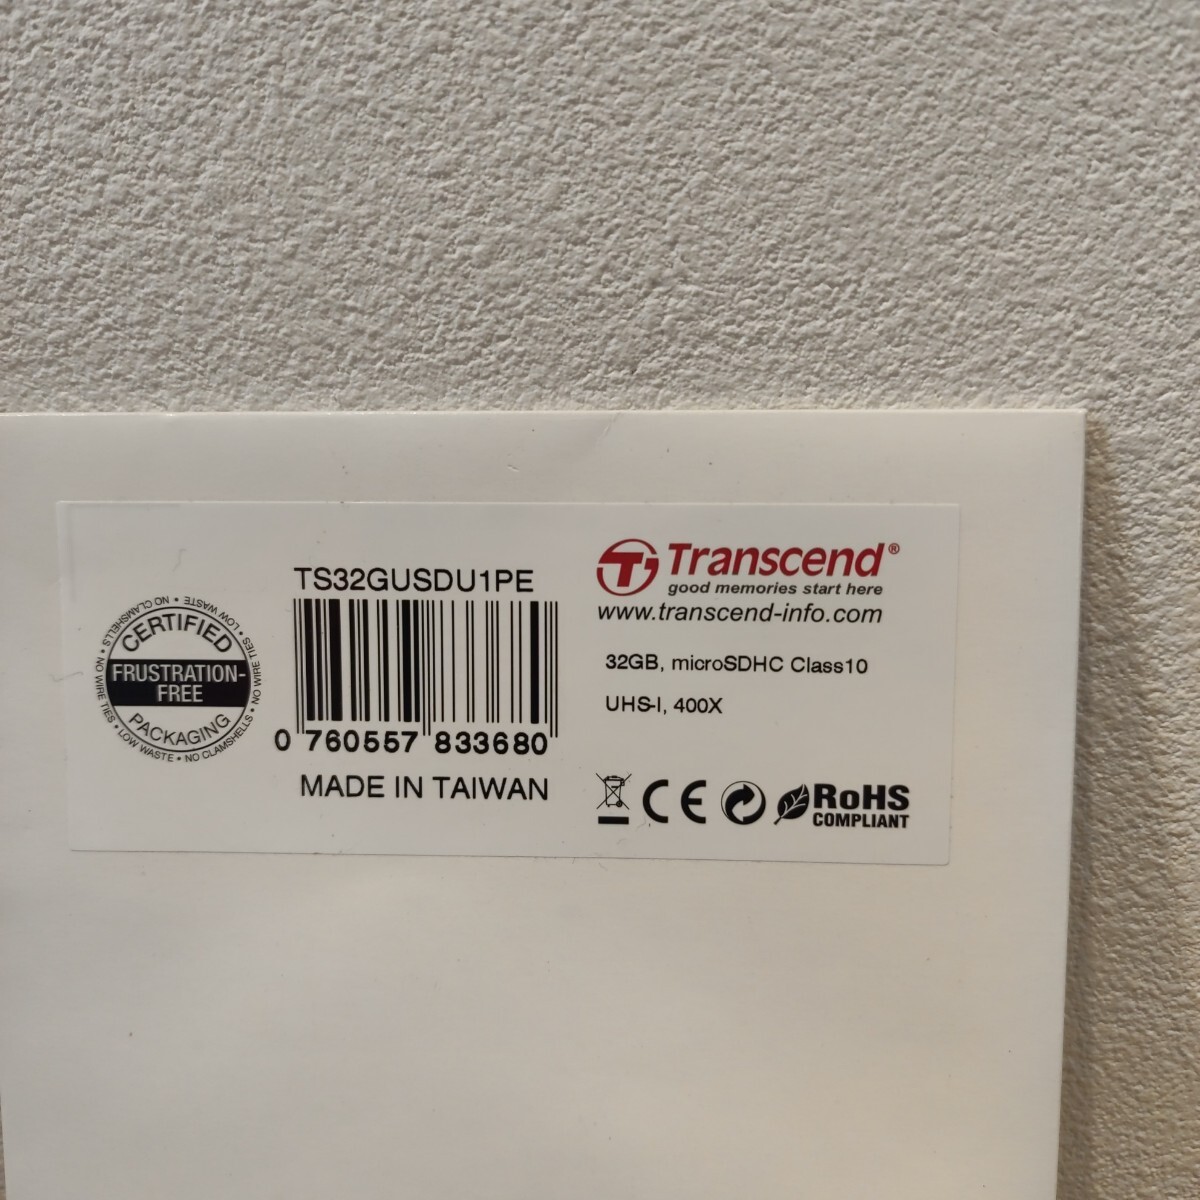 TS32GUSDU1PE
0 760557 833680
MADE IN TAIWAN
CERTIFIED
FRUSTRATION-
FREE
PACKAGING
• NO WIRE TIES • LOW WASTE • NO CLAMSHELLS • NO WIRE TIES • LOW WASTE • NO CLAMSHELLS
Transcend®
good memories start here
www.transcend-info.com
32GB, microSDHC Class10
UHS-I, 400X
CE
RoHS
COMPLIANT